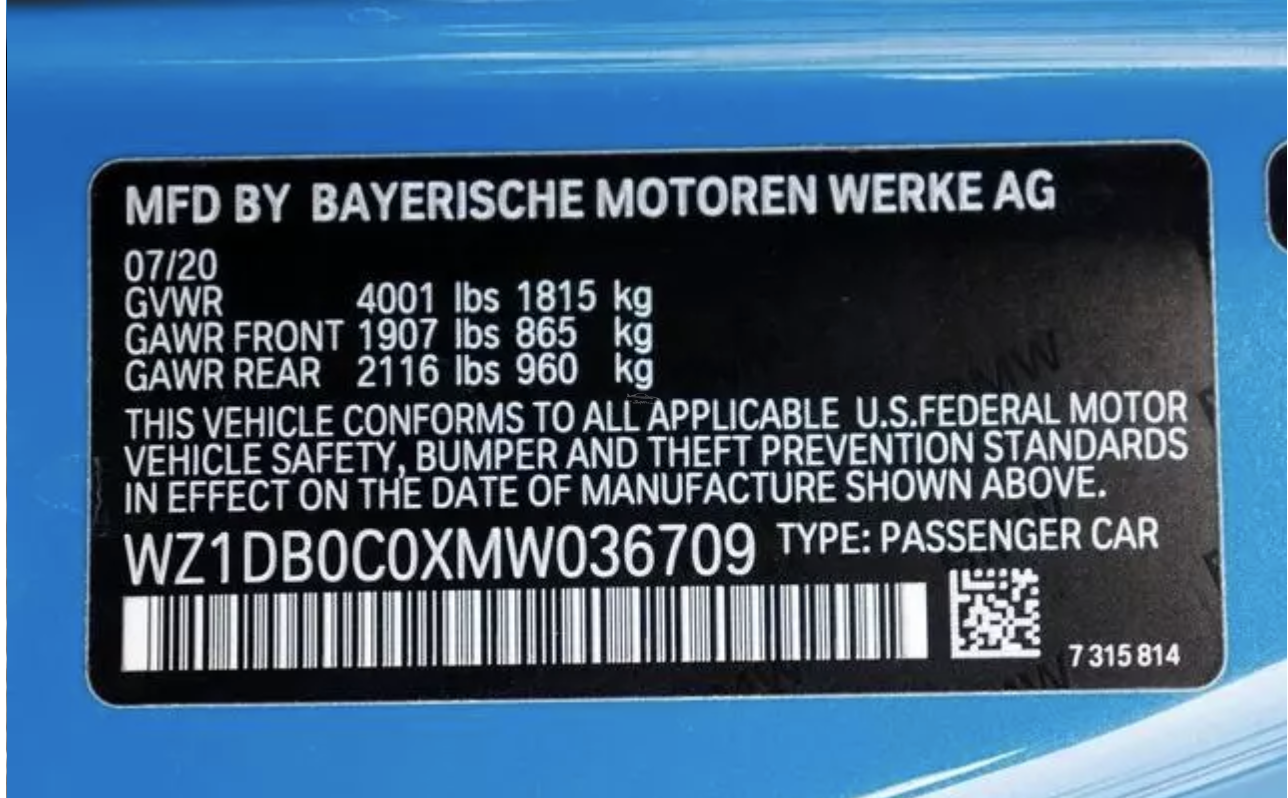 MFD BY BAYERISCHE MOTOREN WERKE AG
07/20
GVWR 4001 lbs 1815 kg
GAWR FRONT 1907 lbs 865 kg
GAWR REAR 2116 lbs 960 kg
THIS VEHICLE CONFORMS TO ALL APPLICABLE U.S.FEDERAL MOTOR
VEHICLE SAFETY, BUMPER AND THEFT PREVENTION STANDARDS
IN EFFECT ON THE DATE OF MANUFACTURE SHOWN ABOVE.
WZ1DB0C0XMW036709 TYPE: PASSENGER CAR
7 315 814